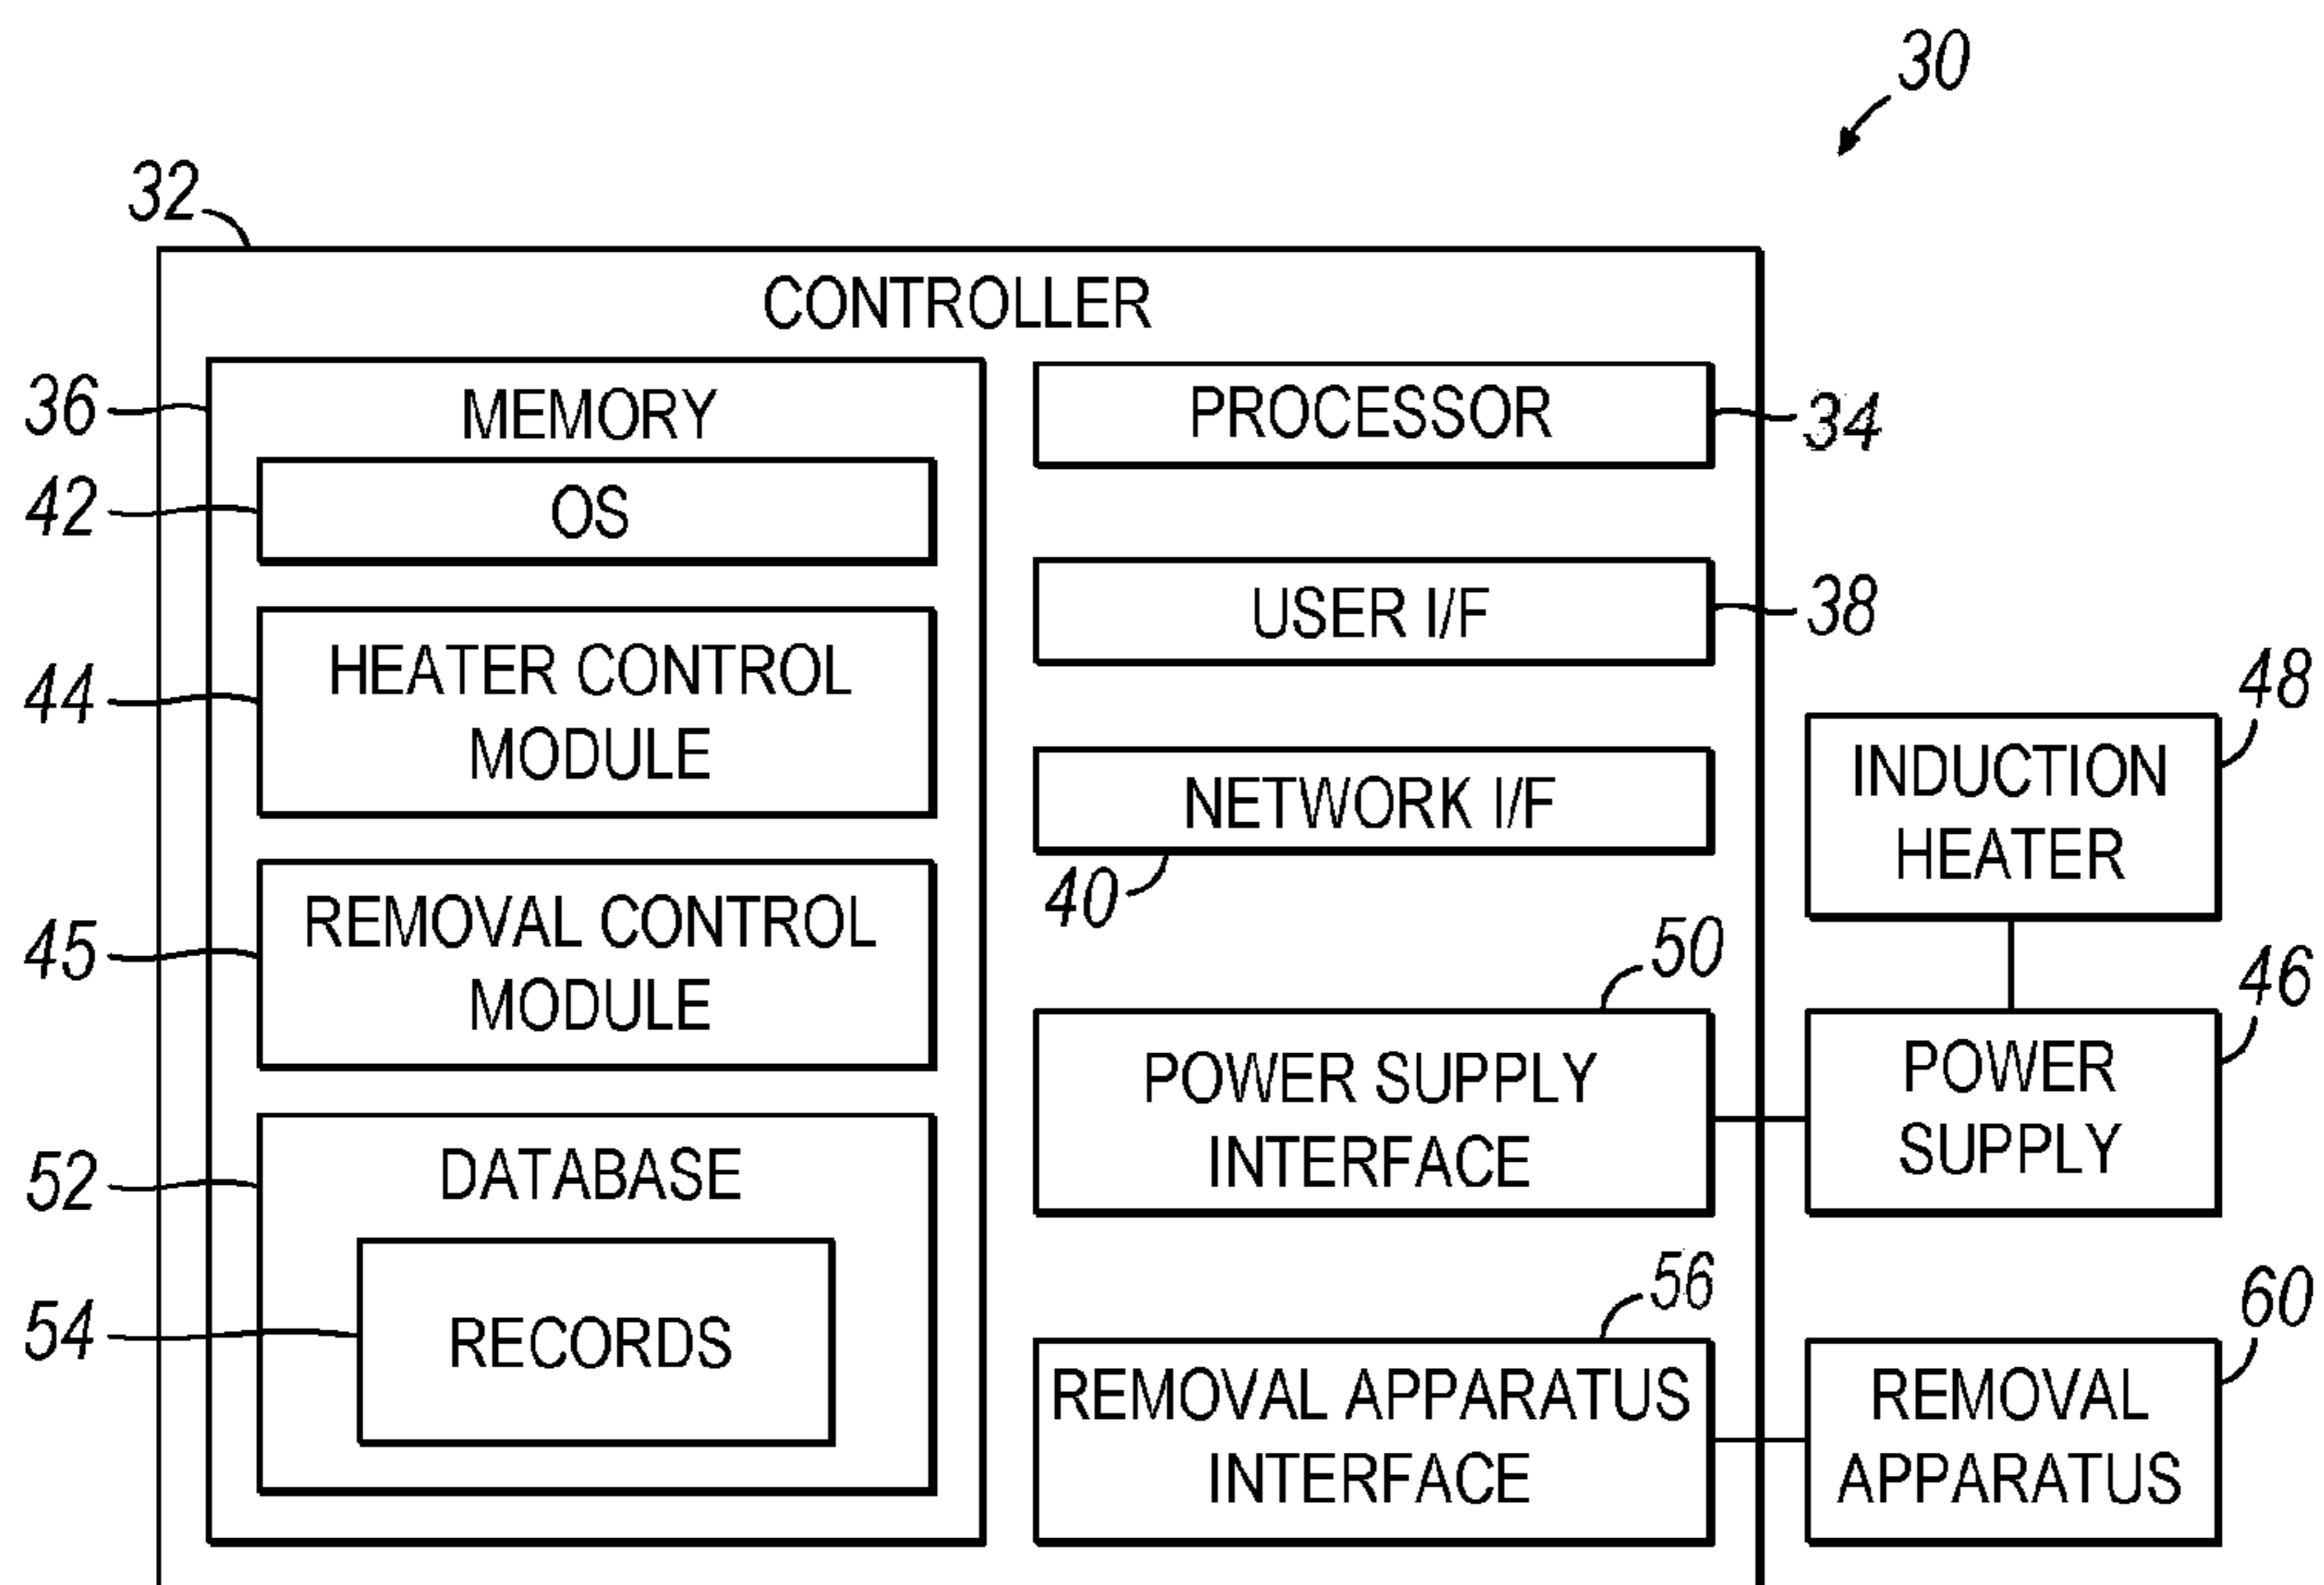 30
32
CONTROLLER
36
MEMORY
PROCESSOR
34
42
OS
USER I/F
38
44
HEATER CONTROL
MODULE
NETWORK I/F
40
48
INDUCTION
HEATER
45
REMOVAL CONTROL
MODULE
50
POWER SUPPLY
INTERFACE
46
POWER
SUPPLY
52
DATABASE
54
RECORDS
56
REMOVAL APPARATUS
INTERFACE
60
REMOVAL
APPARATUS